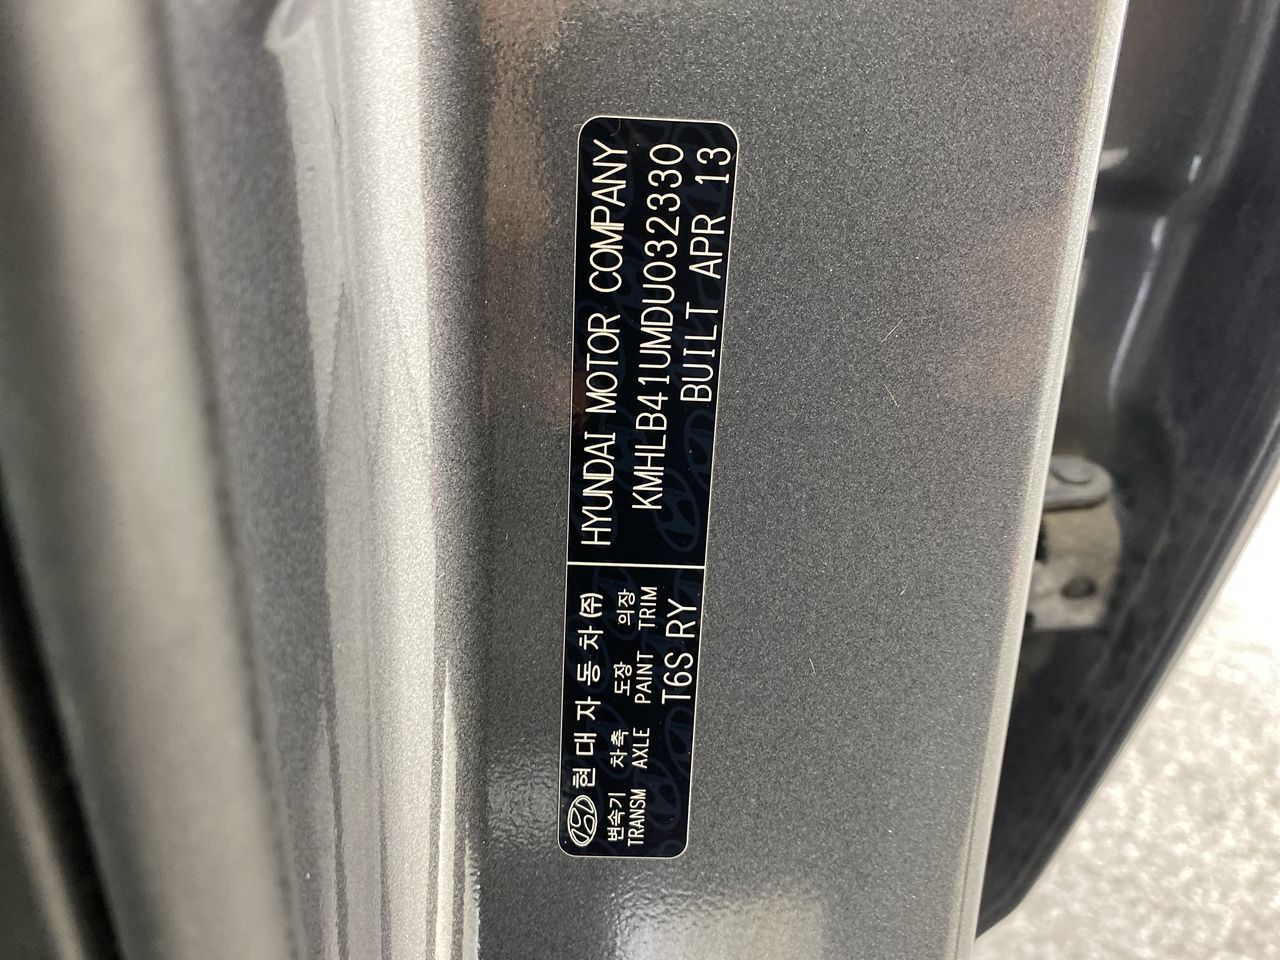 현대자동차(주)
변속기 차축 도장 의장
TRANSM AXLE PAINT TRIM
T6S RY
HYUNDAI MOTOR COMPANY
KMHLB41UMDU032330
BUILT APR 13